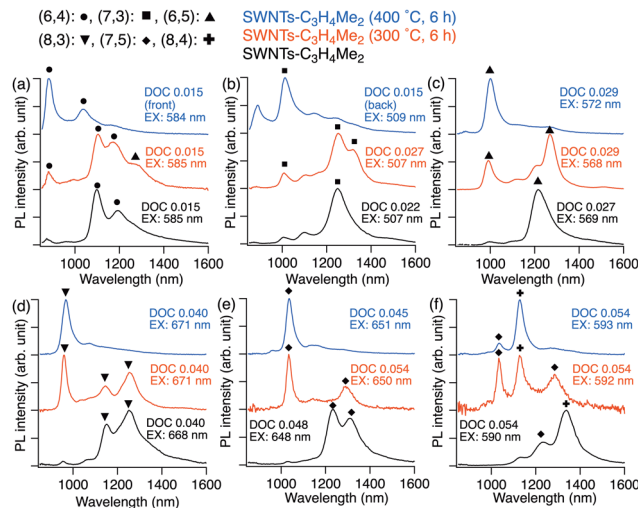 (6,4): ●, (7,3): ■, (6,5): ▲
(8,3): ▼, (7,5): ◆, (8,4): ✚
SWNTs-C₃H₄Me₂ (400 ˚C, 6 h)
SWNTs-C₃H₄Me₂ (300 ˚C, 6 h)
SWNTs-C₃H₄Me₂
(a)
DOC 0.015
(front)
EX: 584 nm
DOC 0.015
EX: 585 nm
DOC 0.015
EX: 585 nm
PL intensity (arb. unit)
1000 1200 1400 1600
Wavelength (nm)
(b)
DOC 0.015
(back)
EX: 509 nm
DOC 0.027
EX: 507 nm
DOC 0.022
EX: 507 nm
PL intensity (arb. unit)
1000 1200 1400 1600
Wavelength (nm)
(c)
DOC 0.029
EX: 572 nm
DOC 0.029
EX: 568 nm
DOC 0.027
EX: 569 nm
PL intensity (arb. unit)
1000 1200 1400 1600
Wavelength (nm)
(d)
DOC 0.040
EX: 671 nm
DOC 0.040
EX: 671 nm
DOC 0.040
EX: 668 nm
PL intensity (arb. unit)
1000 1200 1400 1600
Wavelength (nm)
(e)
DOC 0.045
EX: 651 nm
DOC 0.054
EX: 650 nm
DOC 0.048
EX: 648 nm
PL intensity (arb. unit)
1000 1200 1400 1600
Wavelength (nm)
(f)
DOC 0.054
EX: 593 nm
DOC 0.054
EX: 592 nm
DOC 0.054
EX: 590 nm
PL intensity (arb. unit)
1000 1200 1400 1600
Wavelength (nm)